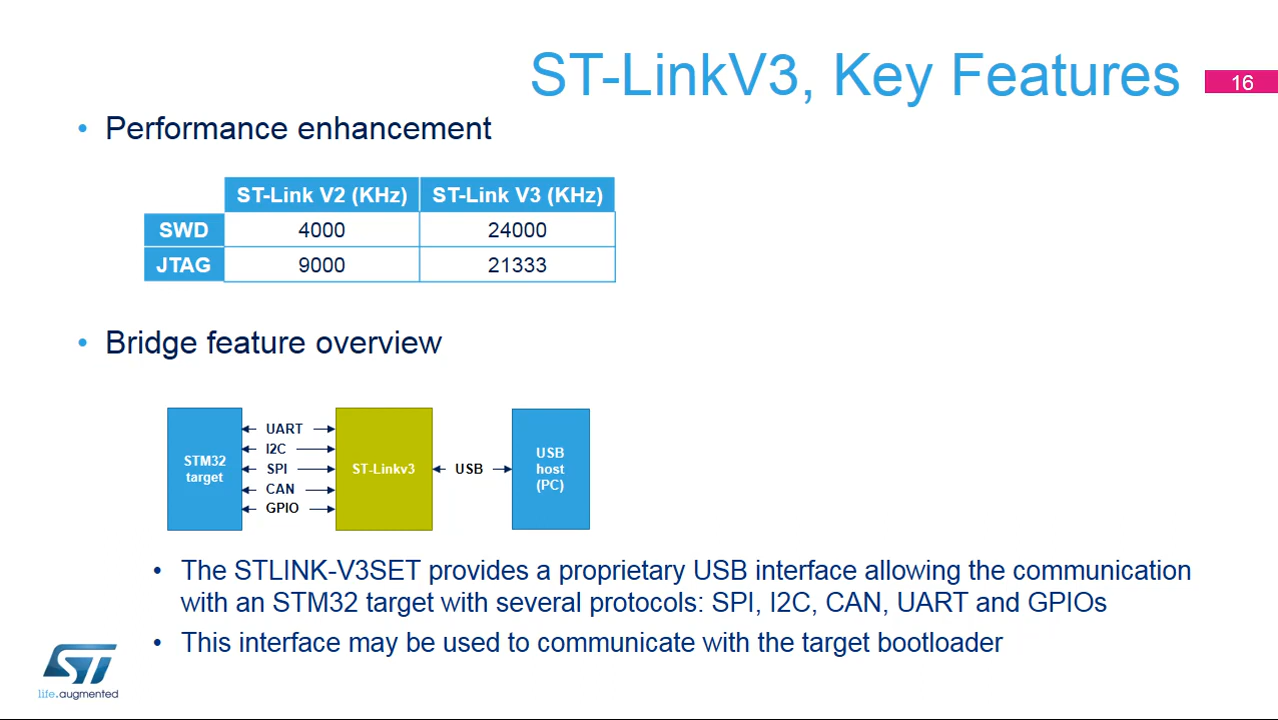 ST-LinkV3, Key Features
16
• Performance enhancement
ST-Link V2 (KHz) ST-Link V3 (KHz)
SWD 4000 24000
JTAG 9000 21333
• Bridge feature overview
STM32
target
UART
I2C
SPI
CAN
GPIO
ST-Linkv3
USB
USB
host
(PC)
• The STLINK-V3SET provides a proprietary USB interface allowing the communication
with an STM32 target with several protocols: SPI, I2C, CAN, UART and GPIOs
• This interface may be used to communicate with the target bootloader
ST
life.augmented